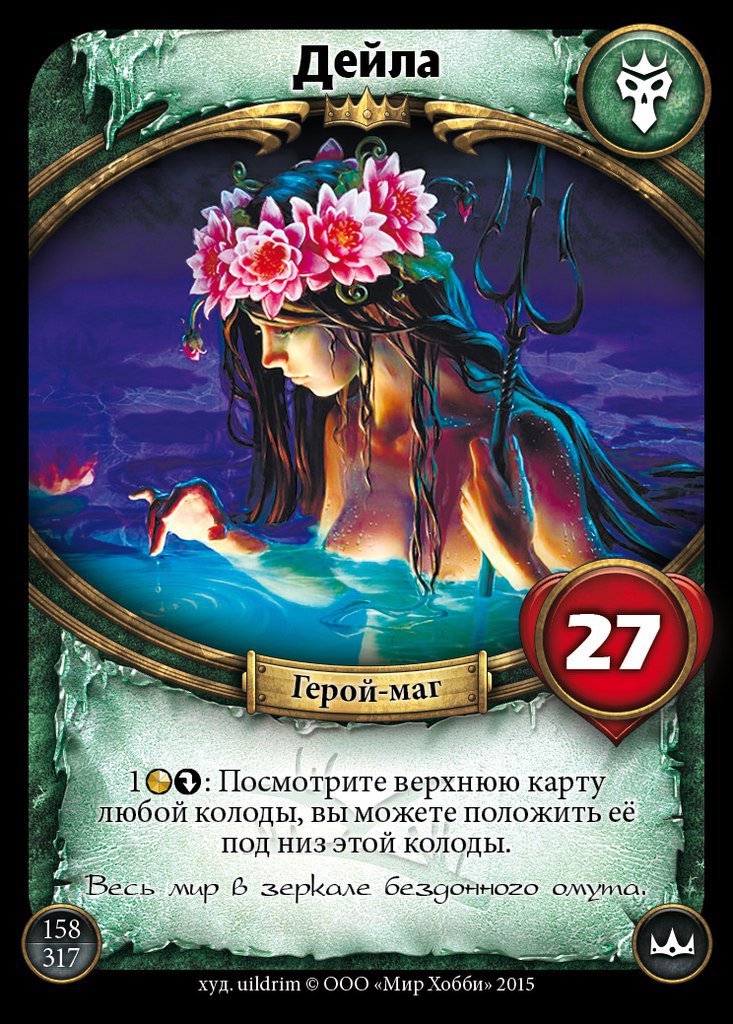 Дейла
27
Герой-маг
1: Посмотрите верхнюю карту
любой колоды, вы можете положить её
под низ этой колоды.
Весь мир в зеркале бездонного омута.
158
317
худ. uildrim © ООО «Мир Хобби» 2015